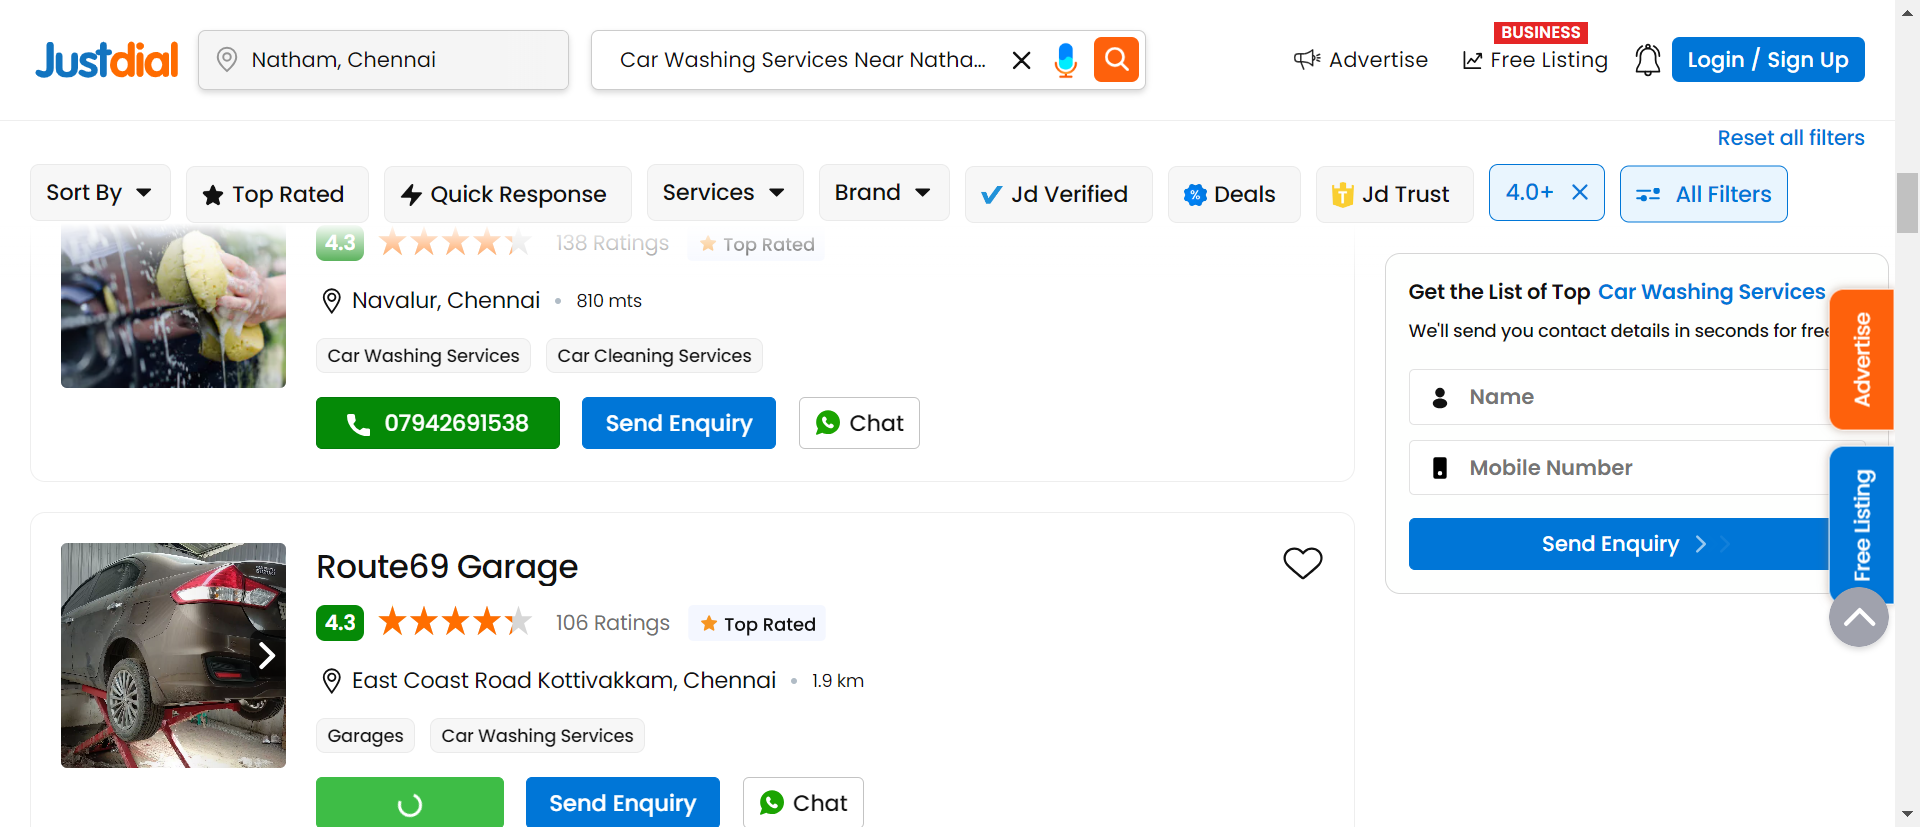 Justdial
Natham, Chennai
Car Washing Services Near Natha...
Advertise
BUSINESS
Free Listing
Login / Sign Up
Reset all filters
Sort By
Top Rated
Quick Response
Services
Brand
Jd Verified
Deals
Jd Trust
4.0+
All Filters
4.3 138 Ratings Top Rated
Navalur, Chennai • 810 mts
Car Washing Services Car Cleaning Services
07942691538 Send Enquiry Chat
Route69 Garage
4.3 106 Ratings Top Rated
East Coast Road Kottivakkam, Chennai • 1.9 km
Garages Car Washing Services
Send Enquiry Chat
Get the List of Top Car Washing Services
We'll send you contact details in seconds for free
Name
Mobile Number
Send Enquiry
Advertise
Free Listing